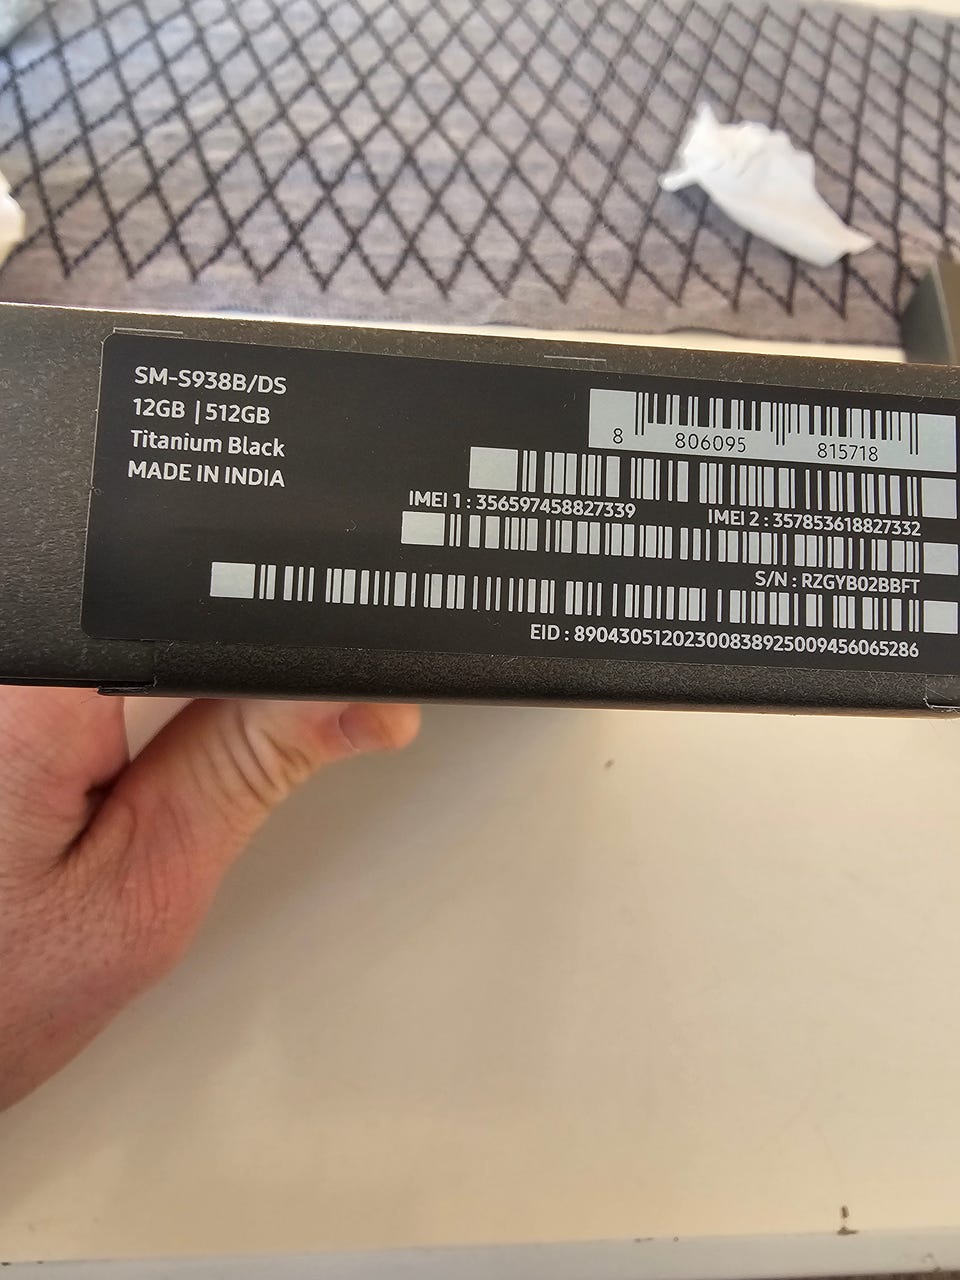 SM-S938B/DS
12GB | 512GB
Titanium Black
MADE IN INDIA
8 806095 815718
IMEI 1 : 356597458827339
IMEI 2 : 357853618827332
S/N : RZGYB02BBFT
EID : 89043051202300838925009456065286